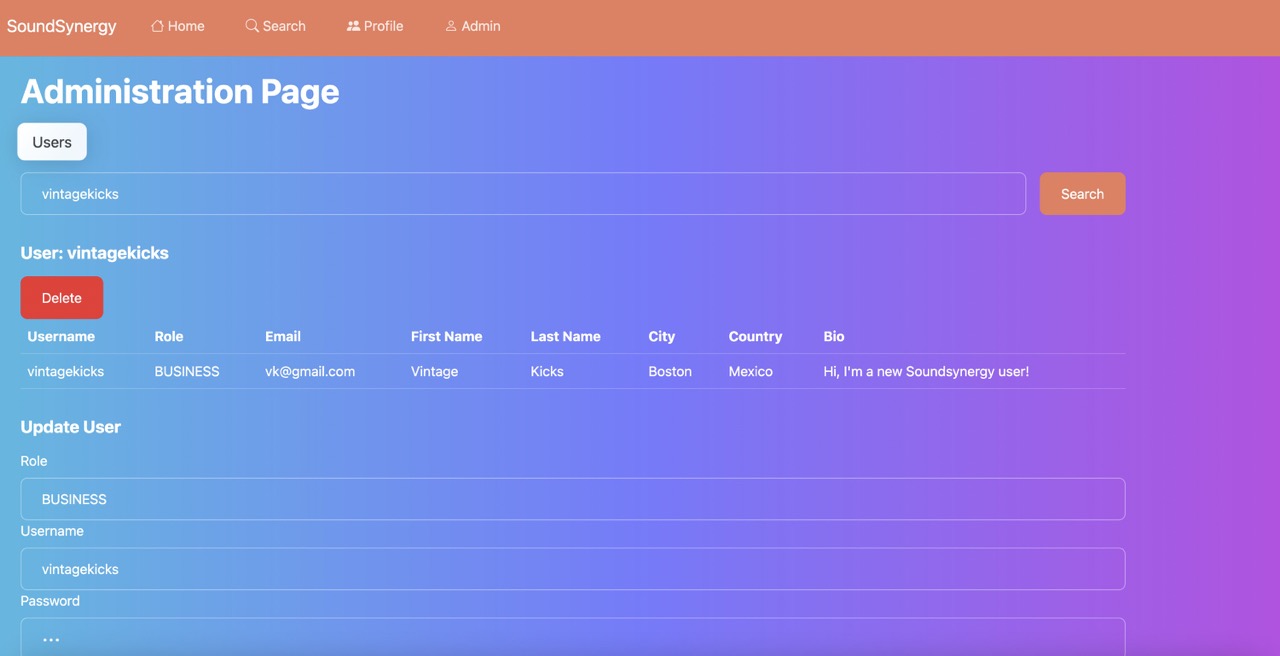 SoundSynergy Home Search Profile Admin
Administration Page
Users
vintagekicks Search
User: vintagekicks
Delete
Username Role Email First Name Last Name City Country Bio
vintagekicks BUSINESS vk@gmail.com Vintage Kicks Boston Mexico Hi, I'm a new Soundsynergy user!
Update User
Role
BUSINESS
Username
vintagekicks
Password
...